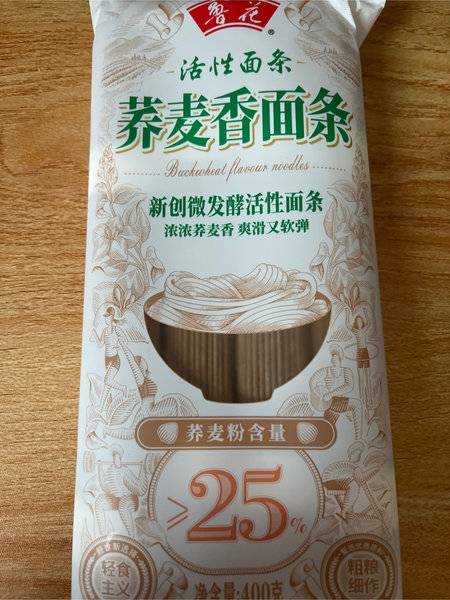 鲁花
®
活性面条
荞麦香面条
Buckwheat flavour noodles
新创微发酵活性面条
浓浓荞麦香 爽滑又软弹
荞麦粉含量
≥25%
轻食
主义
粗粮
细作
净含量:400克